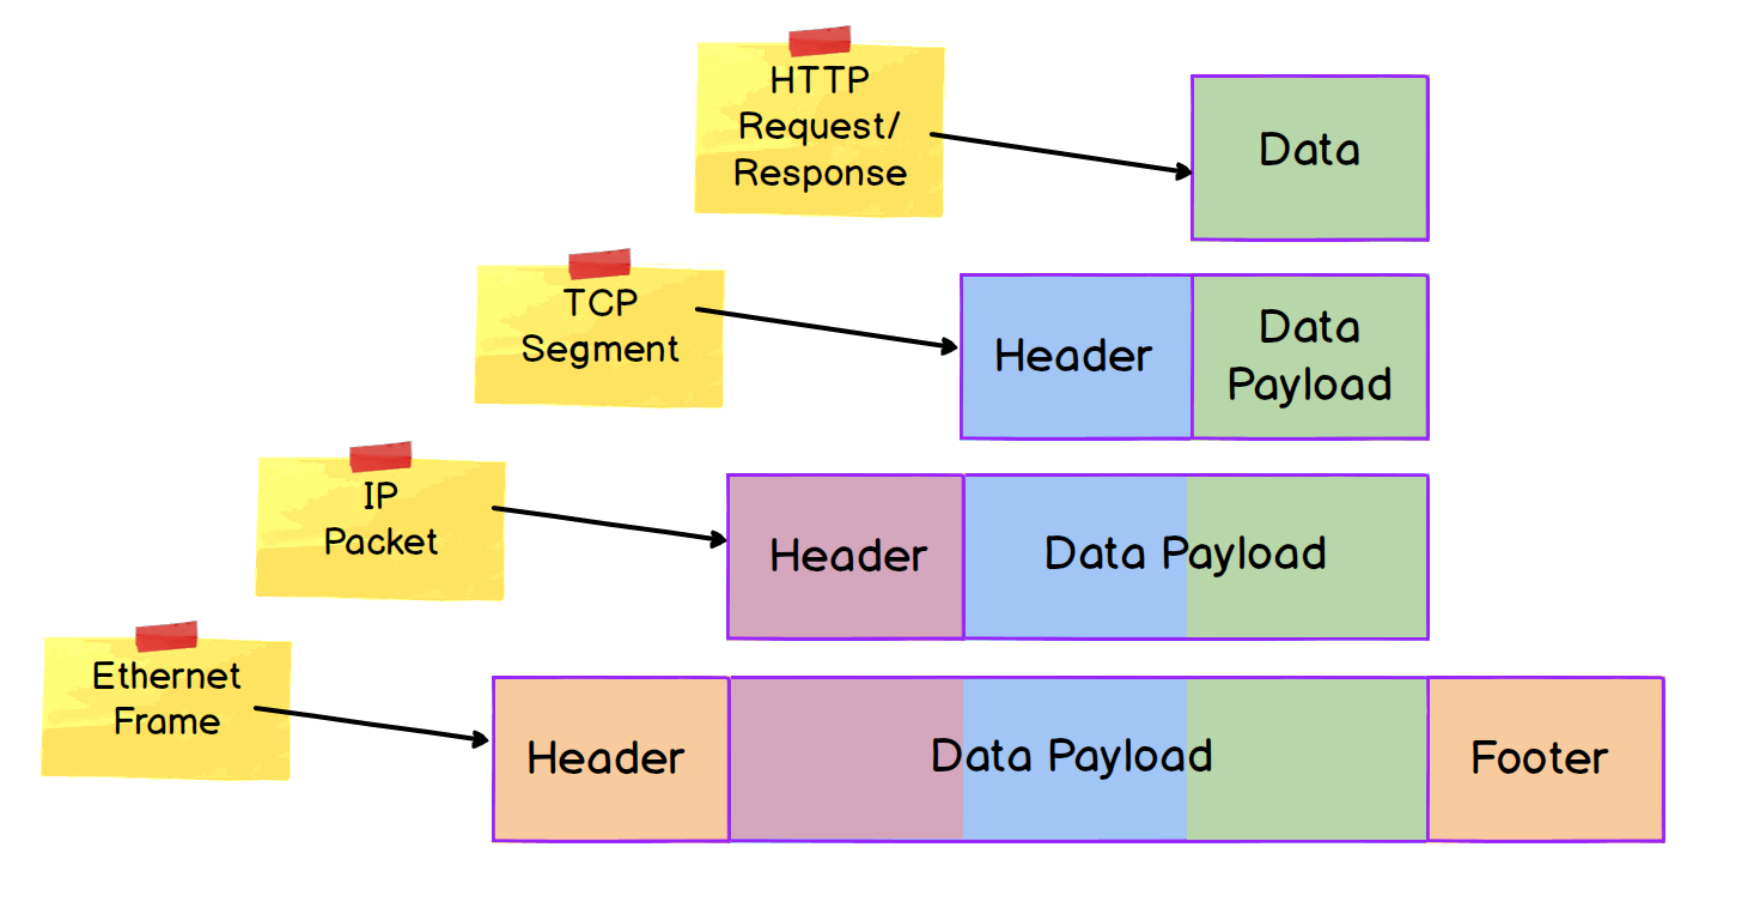 HTTP
Request/
Response
Data
TCP
Segment
Header
Data
Payload
IP
Packet
Header
Data Payload
Ethernet
Frame
Header
Data Payload
Footer